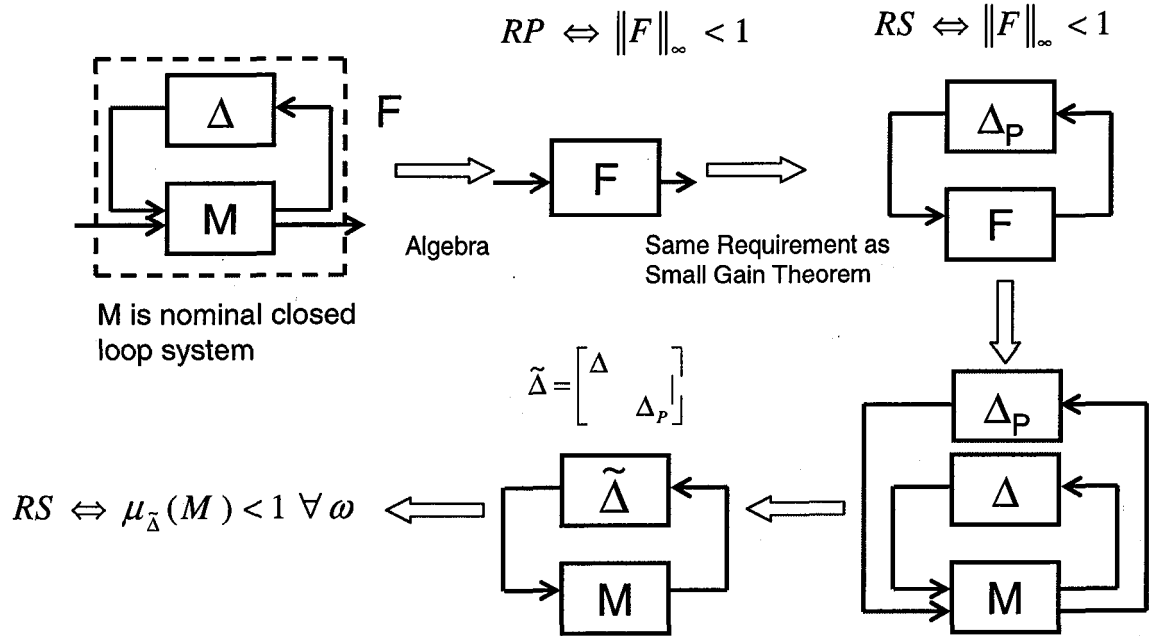 RP ⇔ ‖F‖∞ < 1
RS ⇔ ‖F‖∞ < 1
Δ
M
F
M is nominal closed
loop system
Algebra
F
Same Requirement as
Small Gain Theorem
Δ_P
F
Δ_P
Δ
M
Δ̃ = [Δ
Δ_P]
Δ̃
M
RS ⇔ μ_Δ̃(M) < 1 ∀ ω